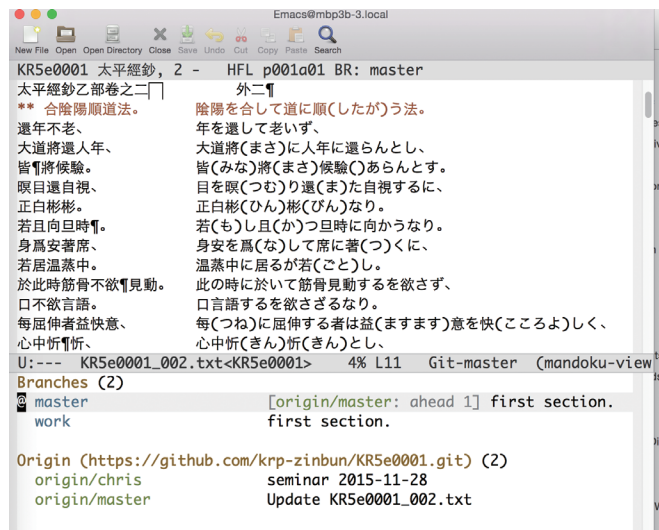 Emacs@mbp3b-3.local
New File Open Open Directory Close Save Undo Cut Copy Paste Search
KR5e0001 太平經鈔, 2 - HFL p001a01 BR: master
太平經鈔乙部卷之二 外二¶
** 合陰陽順道法。 陰陽を合して道に順(したが)う法。
還年不老、 年を還して老いず、
大道將還人年、 大道將(まさ)に人年に還らんとし、
皆¶將候驗。 皆(みな)將(まさ)候驗()あらんとす。
暝目還自視、 目を暝(つむ)り還(ま)た自視するに、
正白彬彬。 正白彬(ひん)彬(びん)なり。
若且向旦時¶。 若(も)し且(か)つ旦時に向かうなり。
身爲安著席、 身安を爲(な)して席に著(つ)くに、
若居温蒸中。 温蒸中に居るが若(ごと)し。
於此時筋骨不欲¶見動。 此の時に於いて筋骨見動するを欲さず、
口不欲言語。 口言語するを欲さざるなり。
每屈伸者益快意、 每(つね)に屈伸する者は益(ますます)意を快(こころよ)しく、
心中忻¶忻、 心中忻(きん)忻(きん)とし、
U:--- KR5e0001_002.txt<KR5e0001> 4% L11 Git-master (mandoku-view
Branches (2)
@ master [origin/master: ahead 1] first section.
work first section.
Origin (https://github.com/krp-zinbun/KR5e0001.git) (2)
origin/chris seminar 2015-11-28
origin/master Update KR5e0001_002.txt